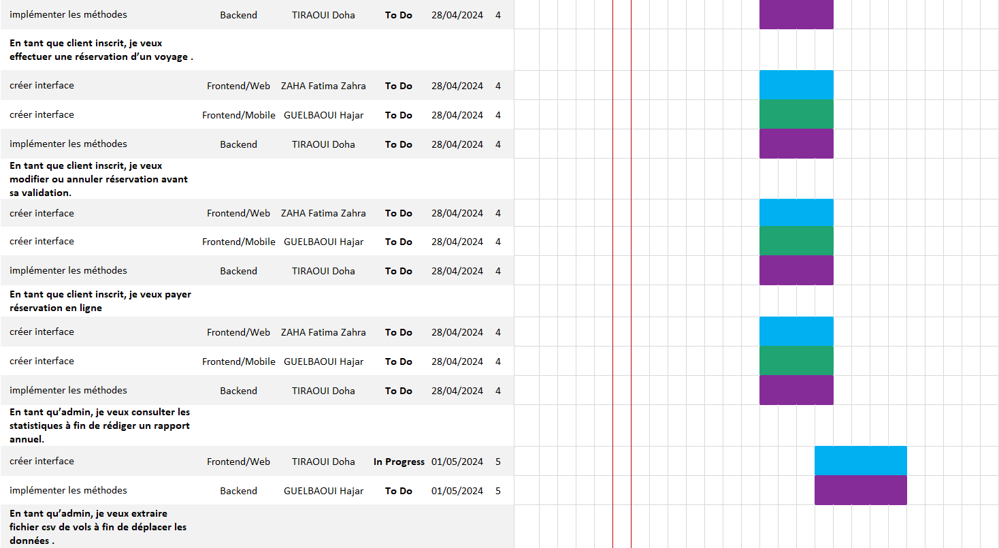 implémenter les méthodes Backend TIRAOUI Doha To Do 28/04/2024 4
En tant que client inscrit, je veux
effectuer une réservation d’un voyage .
créer interface Frontend/Web ZAHA Fatima Zahra To Do 28/04/2024 4
créer interface Frontend/Mobile GUELBAOUI Hajar To Do 28/04/2024 4
implémenter les méthodes Backend TIRAOUI Doha To Do 28/04/2024 4
En tant que client inscrit, je veux
modifier ou annuler réservation avant
sa validation.
créer interface Frontend/Web ZAHA Fatima Zahra To Do 28/04/2024 4
créer interface Frontend/Mobile GUELBAOUI Hajar To Do 28/04/2024 4
implémenter les méthodes Backend TIRAOUI Doha To Do 28/04/2024 4
En tant que client inscrit, je veux payer
réservation en ligne
créer interface Frontend/Web ZAHA Fatima Zahra To Do 28/04/2024 4
créer interface Frontend/Mobile GUELBAOUI Hajar To Do 28/04/2024 4
implémenter les méthodes Backend TIRAOUI Doha To Do 28/04/2024 4
En tant qu’admin, je veux consulter les
statistiques à fin de rédiger un rapport
annuel.
créer interface Frontend/Web TIRAOUI Doha In Progress 01/05/2024 5
implémenter les méthodes Backend GUELBAOUI Hajar To Do 01/05/2024 5
En tant qu’admin, je veux extraire
fichier csv de vols à fin de déplacer les
données .